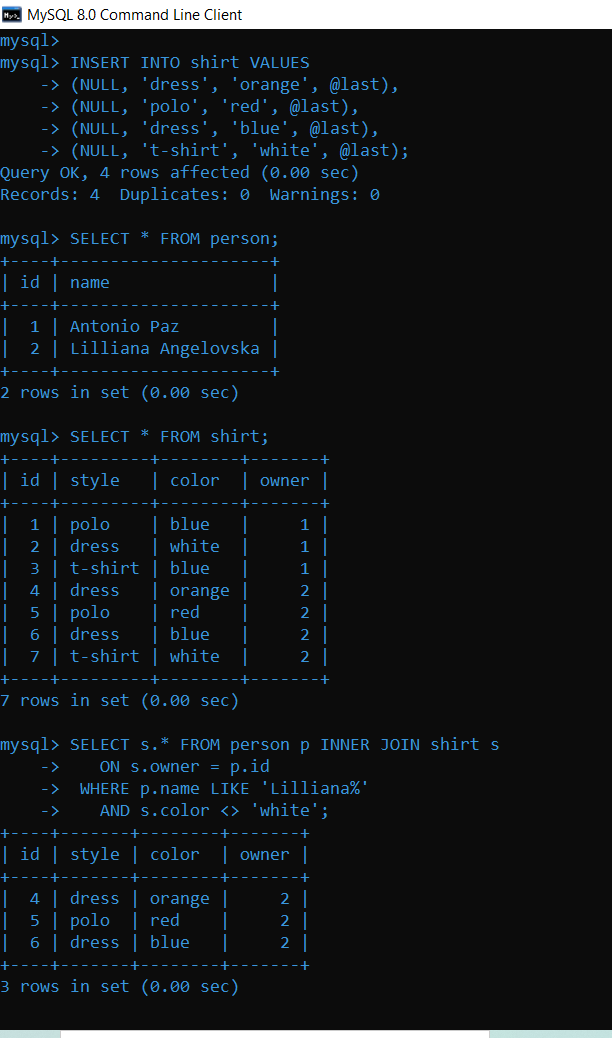 MySQL 8.0 Command Line Client
mysql>
mysql> INSERT INTO shirt VALUES
    -> (NULL, 'dress', 'orange', @last),
    -> (NULL, 'polo', 'red', @last),
    -> (NULL, 'dress', 'blue', @last),
    -> (NULL, 't-shirt', 'white', @last);
Query OK, 4 rows affected (0.00 sec)
Records: 4  Duplicates: 0  Warnings: 0

mysql> SELECT * FROM person;
+----+---------------------+
| id | name                |
+----+---------------------+
|  1 | Antonio Paz         |
|  2 | Lilliana Angelovska |
+----+---------------------+
2 rows in set (0.00 sec)

mysql> SELECT * FROM shirt;
+----+---------+--------+-------+
| id | style   | color  | owner |
+----+---------+--------+-------+
|  1 | polo    | blue   |     1 |
|  2 | dress   | white  |     1 |
|  3 | t-shirt | blue   |     1 |
|  4 | dress   | orange |     2 |
|  5 | polo    | red    |     2 |
|  6 | dress   | blue   |     2 |
|  7 | t-shirt | white  |     2 |
+----+---------+--------+-------+
7 rows in set (0.00 sec)

mysql> SELECT s.* FROM person p INNER JOIN shirt s
    ->    ON s.owner = p.id
    ->  WHERE p.name LIKE 'Lilliana%'
    ->    AND s.color <> 'white';
+----+-------+--------+-------+
| id | style | color  | owner |
+----+-------+--------+-------+
|  4 | dress | orange |     2 |
|  5 | polo  | red    |     2 |
|  6 | dress | blue   |     2 |
+----+-------+--------+-------+
3 rows in set (0.00 sec)